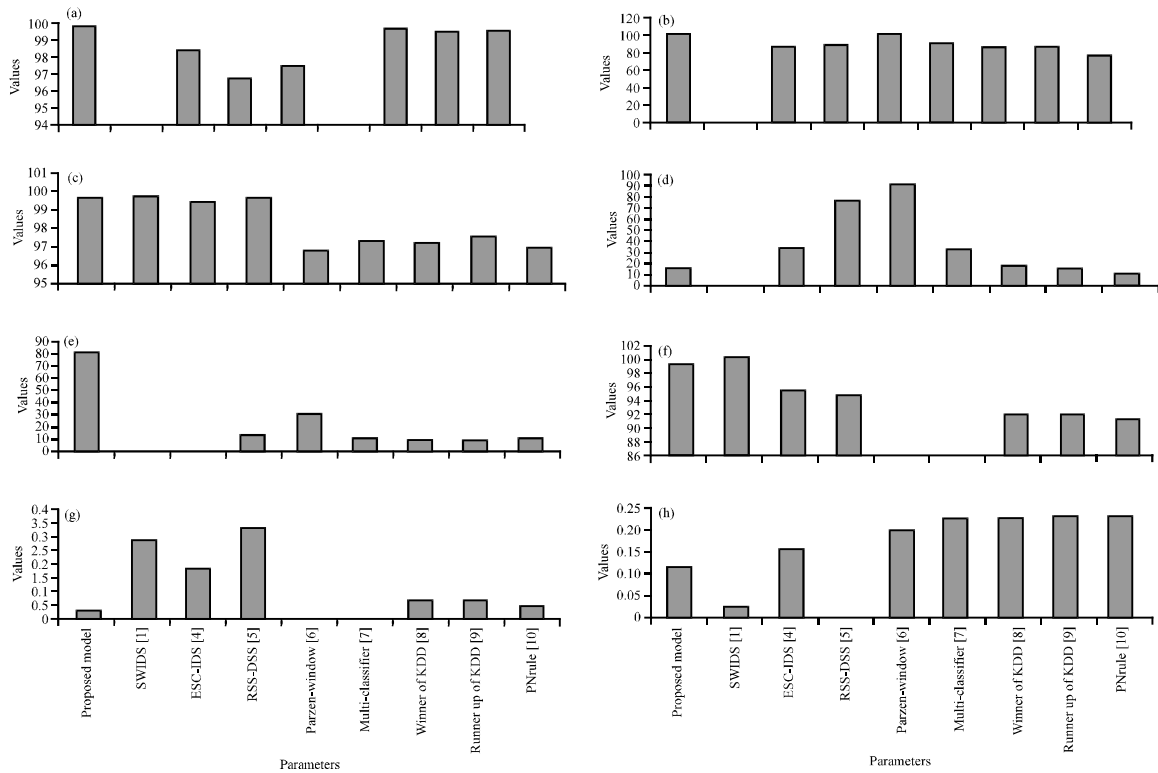 (a)
100
99
98
97
96
95
94
Values
(b)
120
100
80
60
40
20
0
Values
(c)
101
100
99
98
97
96
95
Values
(d)
100
90
80
70
60
50
40
30
20
10
0
Values
(e)
90
80
70
60
50
40
30
20
10
0
Values
(f)
102
100
98
96
94
92
90
88
86
Values
(g)
0.4
3.5
0.3
2.5
0.2
1.5
0.1
0.5
0
Values
Proposed model
SWIDS [1]
ESC-IDS [4]
RSS-DSS [5]
Parzen-window [6]
Multi-classifier [7]
Winner of KDD [8]
Runner up of KDD [9]
PNrule [10]
Parameters
(h)
0.25
0.20
0.15
0.10
0.05
0
Values
Proposed model
SWIDS [1]
ESC-IDS [4]
RSS-DSS [5]
Parzen-window [6]
Multi-classifier [7]
Winner of KDD [8]
Runner up of KDD [9]
PNrule [10]
Parameters